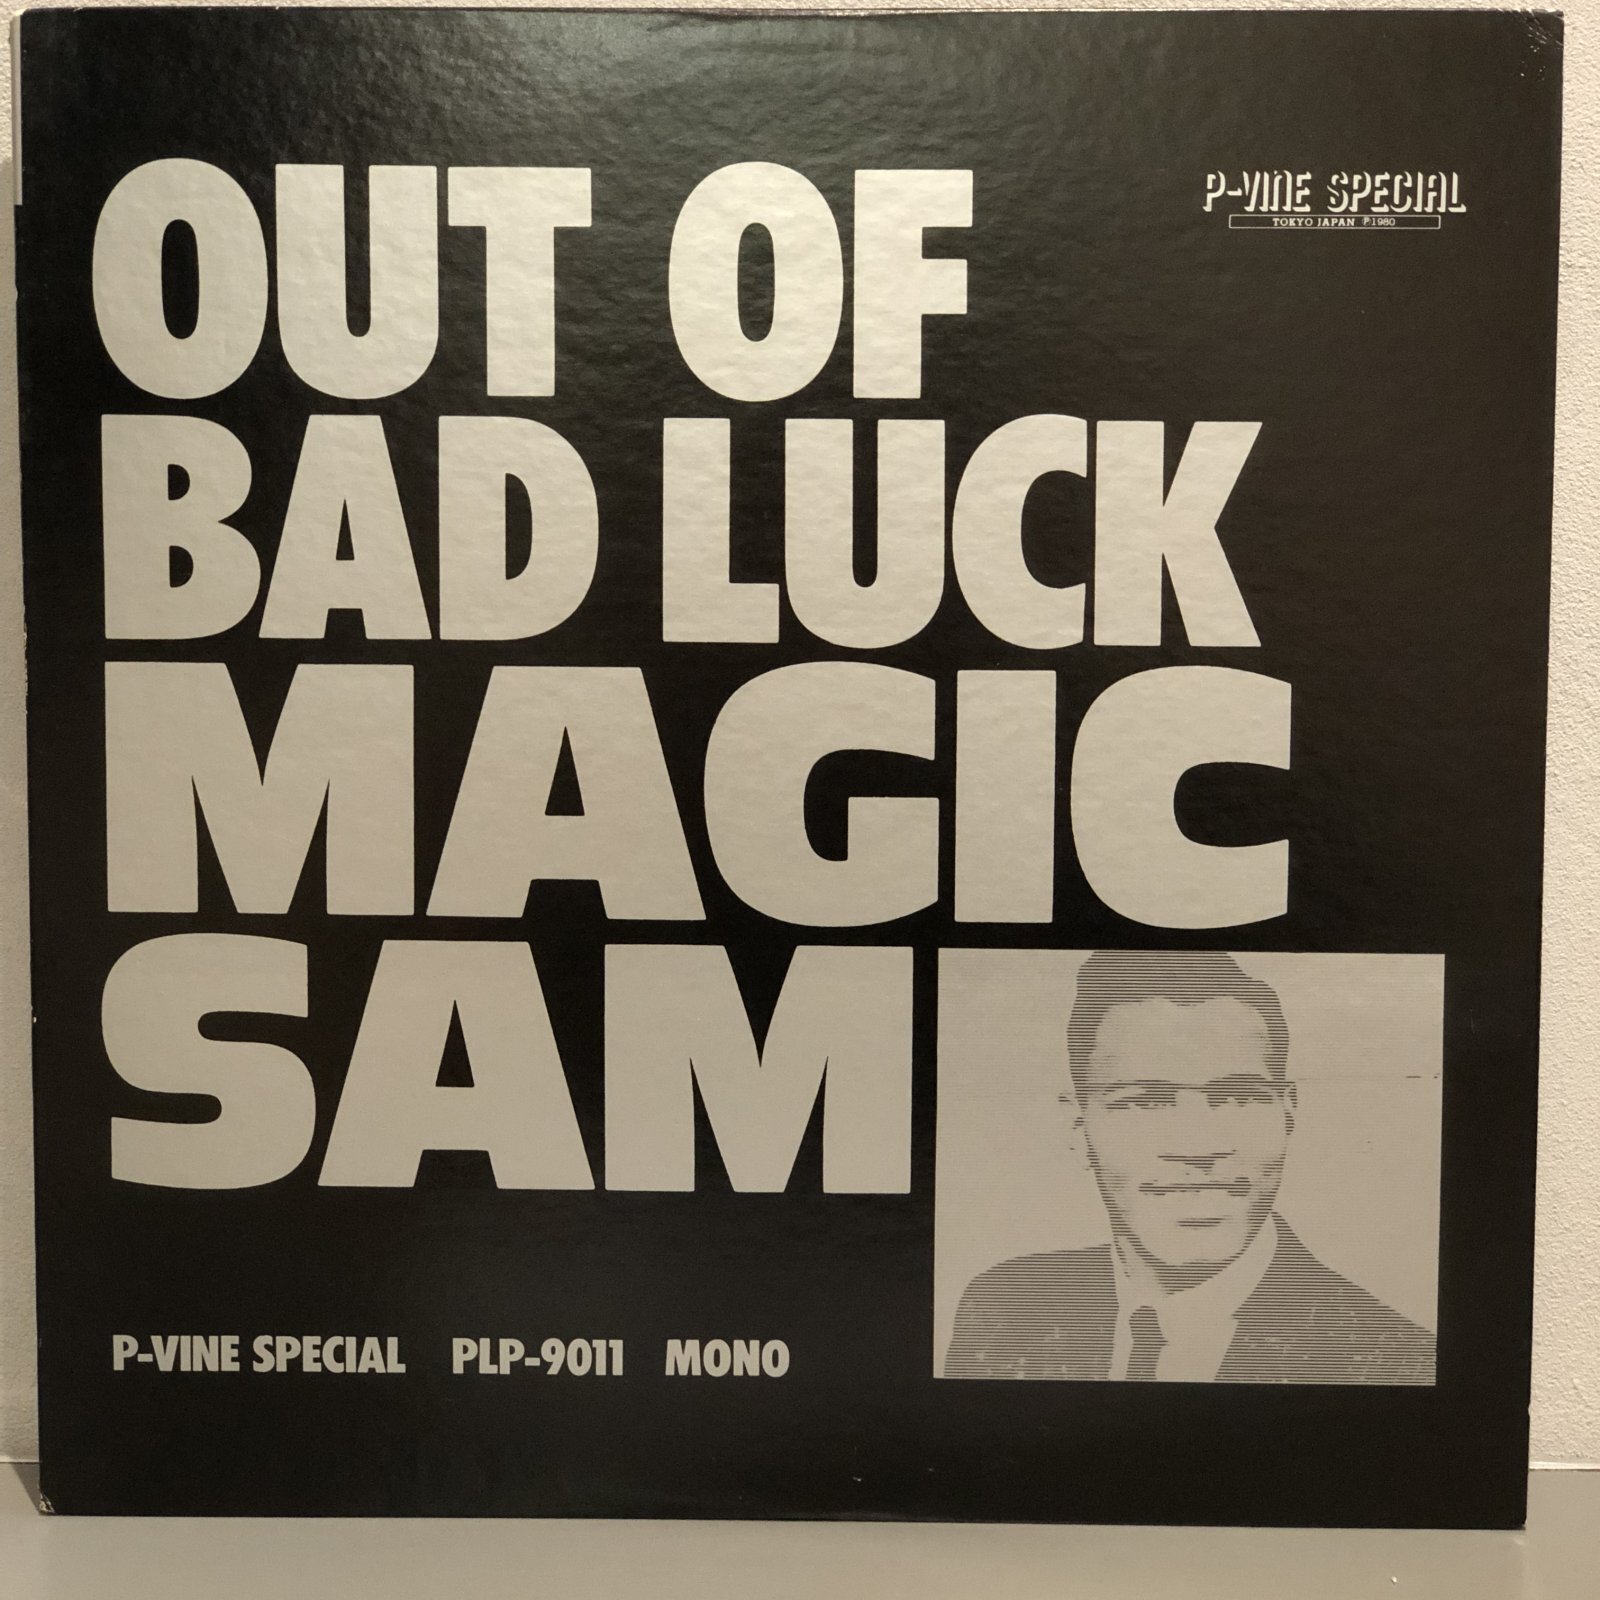 P-VINE SPECIAL
TOKYO JAPAN ℗1980
OUT OF
BAD LUCK
MAGIC
SAM
P-VINE SPECIAL PLP-9011 MONO